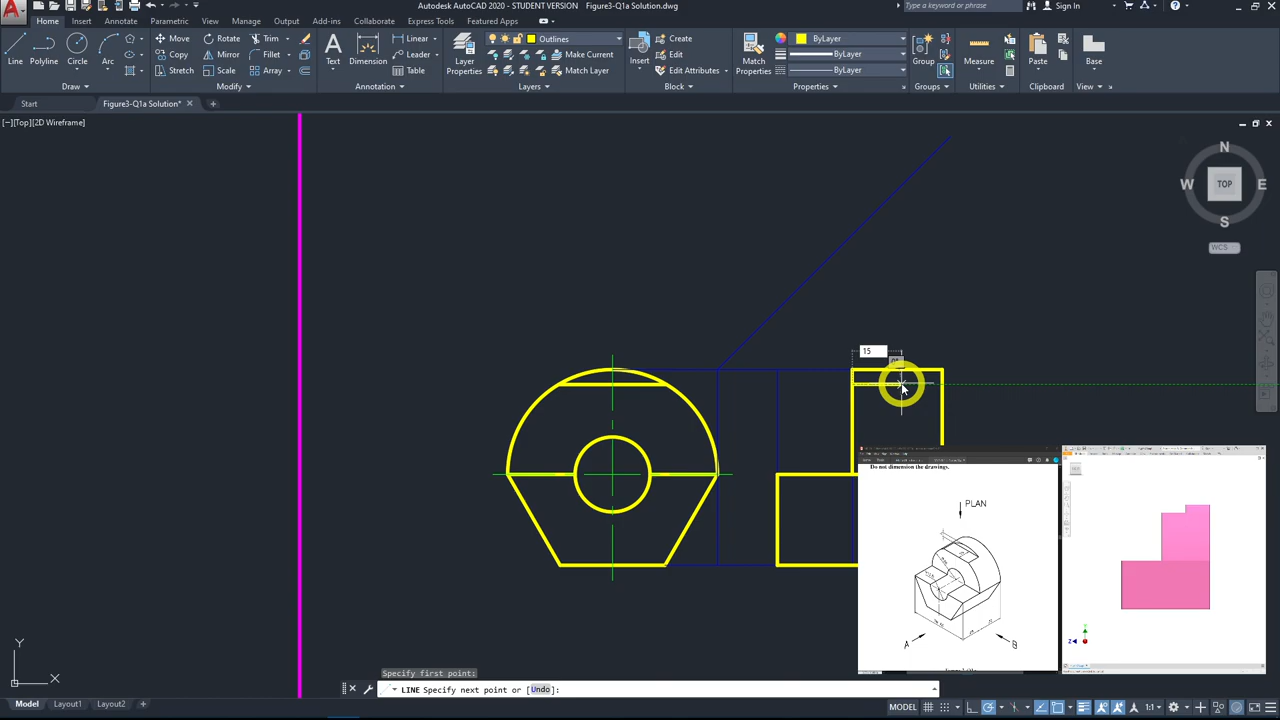 Autodesk AutoCAD 2020 - STUDENT VERSION Figure3-Q1a Solution.dwg
Type a keyword or phrase
Sign In
Home Insert Annotate Parametric View Manage Output Add-ins Collaborate Express Tools Featured Apps
Line Polyline Circle Arc
Move Rotate Trim
Copy Mirror Fillet
Stretch Scale Array
Text Dimension
Linear
Leader
Table
Layer Properties
Outlines
Make Current
Match Layer
Insert
Create
Edit
Edit Attributes
Match Properties
ByLayer
ByLayer
ByLayer
Group
Measure
Paste
Base
Draw Modify Annotation Layers Block Properties Groups Utilities Clipboard View
Start Figure3-Q1a Solution*
[−][Top][2D Wireframe]
N
W TOP E
S
WCS
15
Do not dimension the drawings.
PLAN
A B
Y
X
Z
Y
X
Specify first point:
LINE Specify next point or [Undo]:
Model Layout1 Layout2
MODEL
1:1